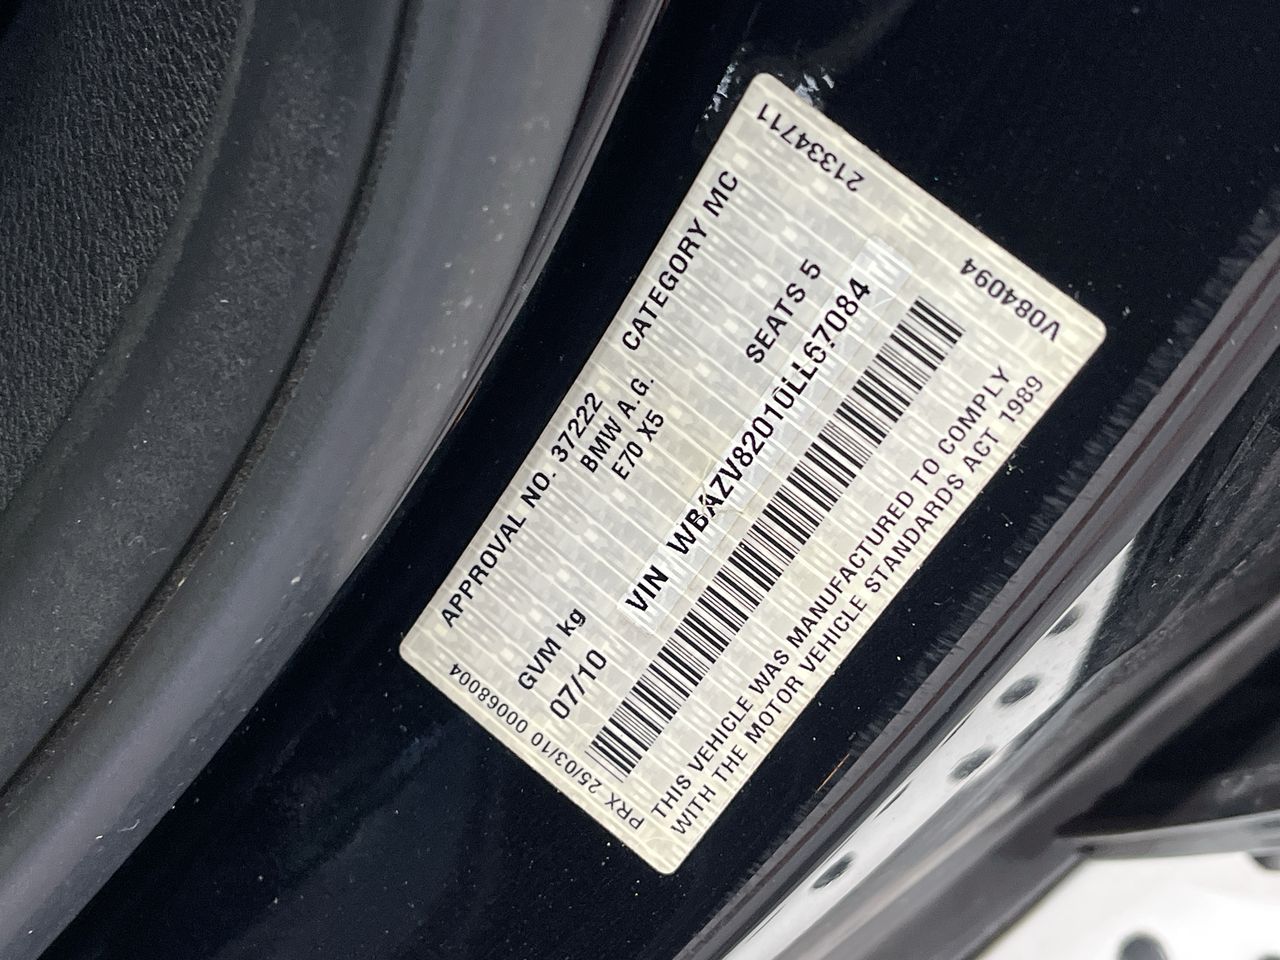 21334711
APPROVAL NO. 37222 CATEGORY MC
BMW A.G.
E70 X5
GVM kg SEATS 5
07/10
VIN WBAZV82010LL67084
V084094
PRX 25/03/10 00068004
THIS VEHICLE WAS MANUFACTURED TO COMPLY
WITH THE MOTOR VEHICLE STANDARDS ACT 1989